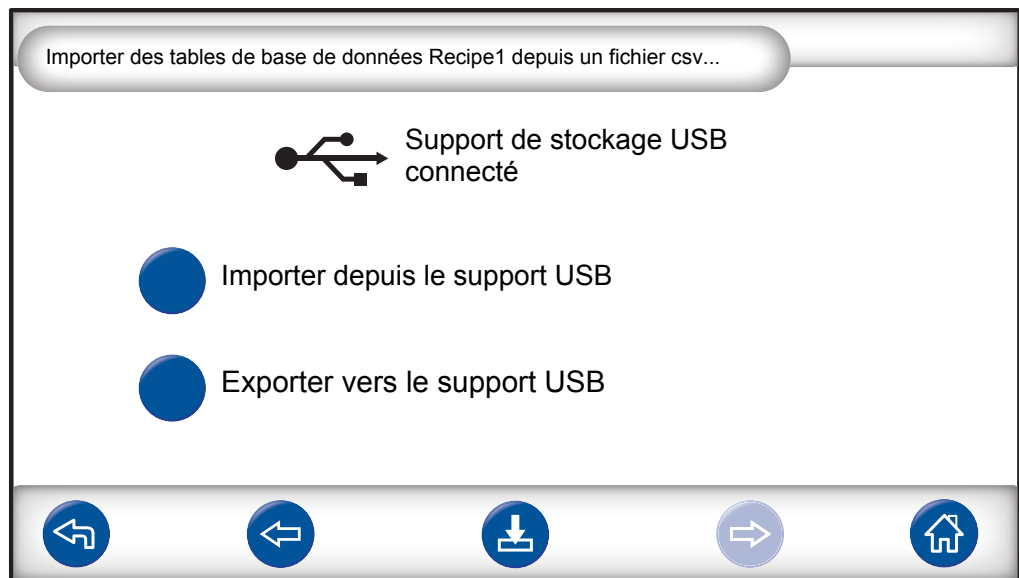 Importer des tables de base de données Recipe1 depuis un fichier csv...
Support de stockage USB
connecté
Importer depuis le support USB
Exporter vers le support USB